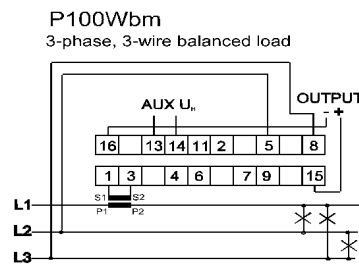 P100Wbm
3-phase, 3-wire balanced load
OUTPUT
AUX U_H - +
16 13 14 11 2 5 8
1 3 4 6 7 9 15
S1 S2
L1 P1 P2
L2
L3